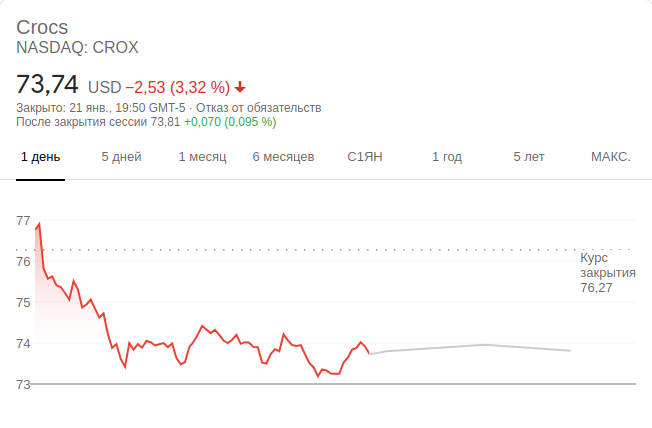 Crocs
NASDAQ: CROX
73,74 USD −2,53 (3,32 %)
Закрыто: 21 янв., 19:50 GMT-5 · Отказ от обязательств
После закрытия сессии 73,81 +0,070 (0,095 %)
1 день 5 дней 1 месяц 6 месяцев С1ЯН 1 год 5 лет МАКС.
77
76
75
74
73
Курс
закрытия
76,27